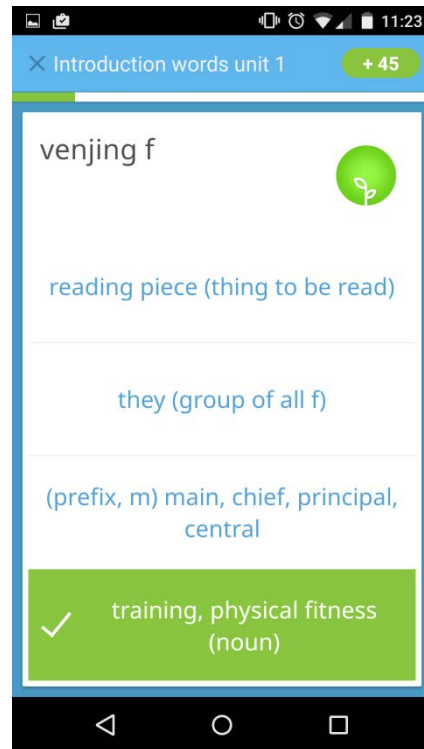 11:23
Introduction words unit 1
+ 45
venjing f
reading piece (thing to be read)
they (group of all f)
(prefix, m) main, chief, principal,
central
training, physical fitness
(noun)